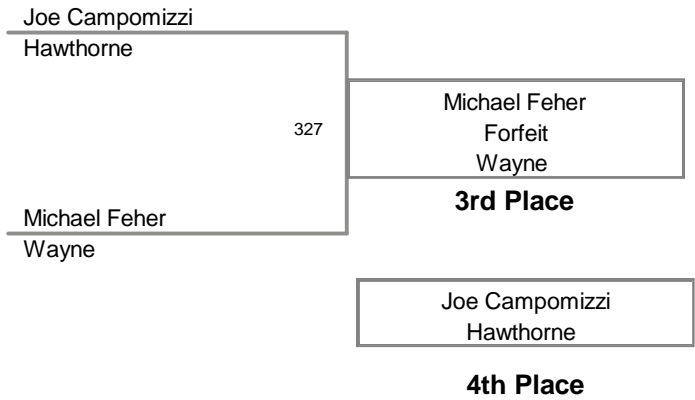 Joe Campomizzi
Hawthorne
327
Michael Feher
Forfeit
Wayne
3rd Place
Michael Feher
Wayne
Joe Campomizzi
Hawthorne
4th Place